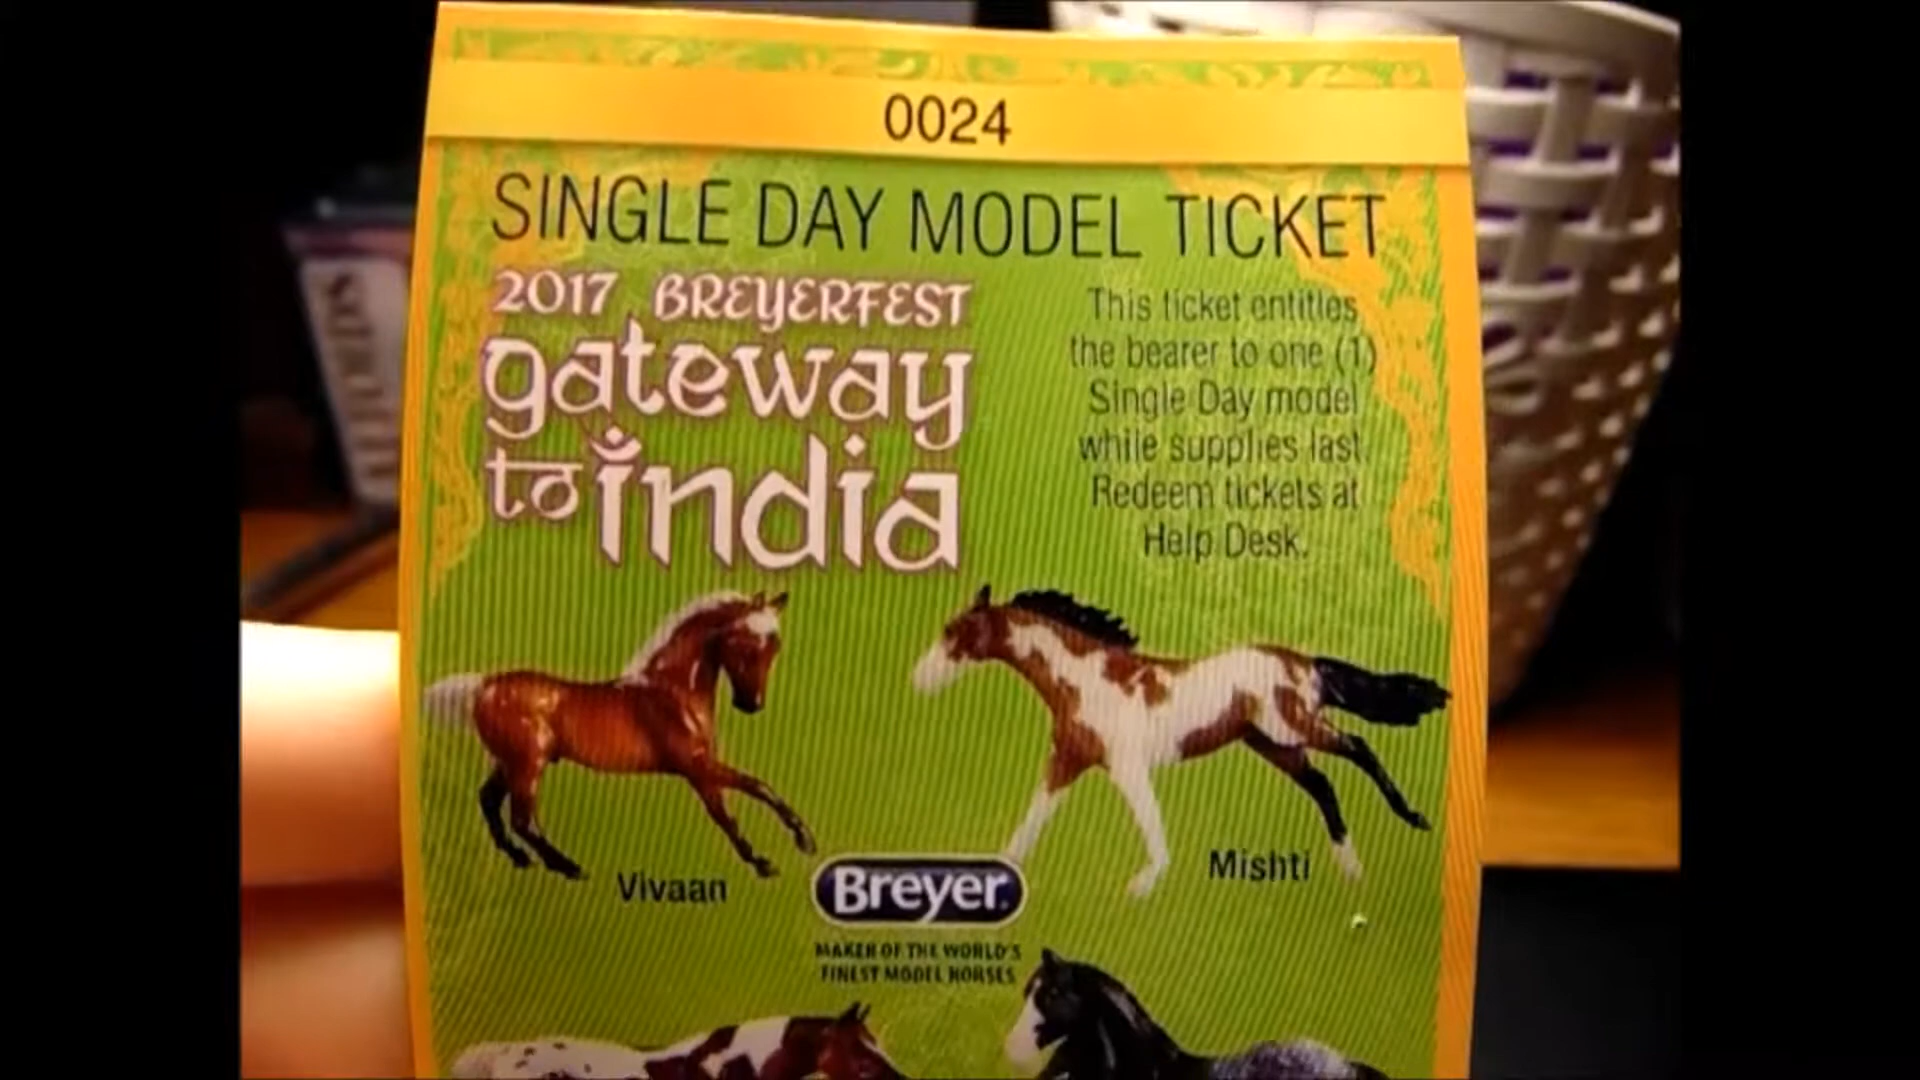 0024
SINGLE DAY MODEL TICKET
2017 BREYERFEST
gateway
to india
This ticket entitles
the bearer to one (1)
Single Day model
while supplies last.
Redeem tickets at
Help Desk.
Vivaan
Mishti
Breyer
MAKER OF THE WORLD'S
FINEST MODEL HORSES